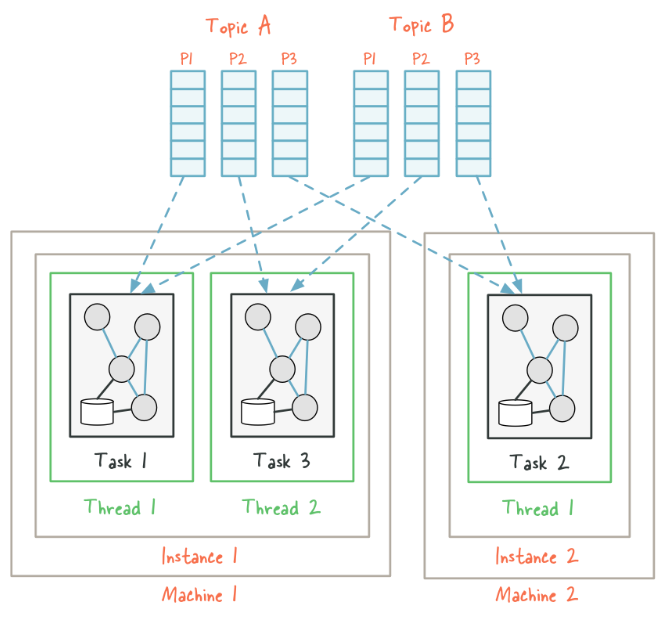 Topic A
Topic B
P1 P2 P3 P1 P2 P3
Task 1
Task 3
Task 2
Thread 1
Thread 2
Thread 1
Instance 1
Instance 2
Machine 1
Machine 2